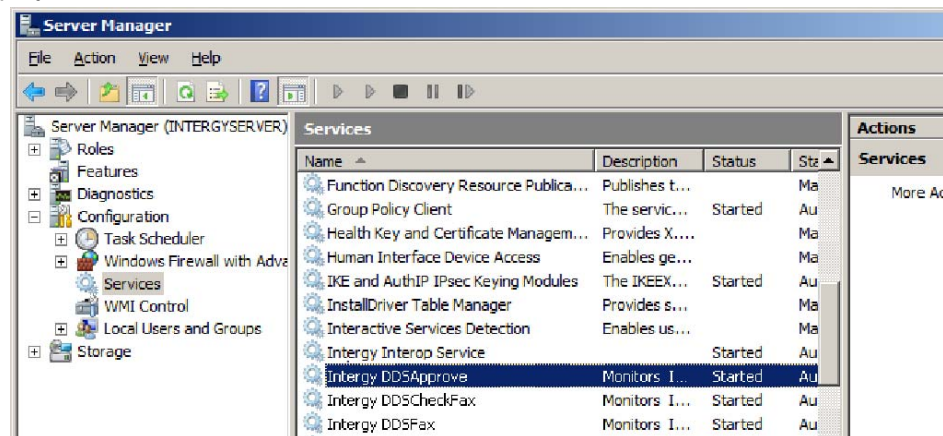 Server Manager
File Action View Help
Server Manager (INTERGYSERVER)
Roles
Features
Diagnostics
Configuration
Task Scheduler
Windows Firewall with Adva
Services
WMI Control
Local Users and Groups
Storage
Services
Name Description Status Sta
Function Discovery Resource Publica... Publishes t... Ma
Group Policy Client The servic... Started Au
Health Key and Certificate Managem... Provides X.... Ma
Human Interface Device Access Enables ge... Ma
IKE and AuthIP IPsec Keying Modules The IKEEX... Started Au
InstallDriver Table Manager Provides s... Ma
Interactive Services Detection Enables us... Ma
Intergy Interop Service Started Au
Intergy DDSApprove Monitors I... Started Au
Intergy DDSCheckFax Monitors I... Started Au
Intergy DDSFax Monitors I... Started Au
Actions
Services
More Ac